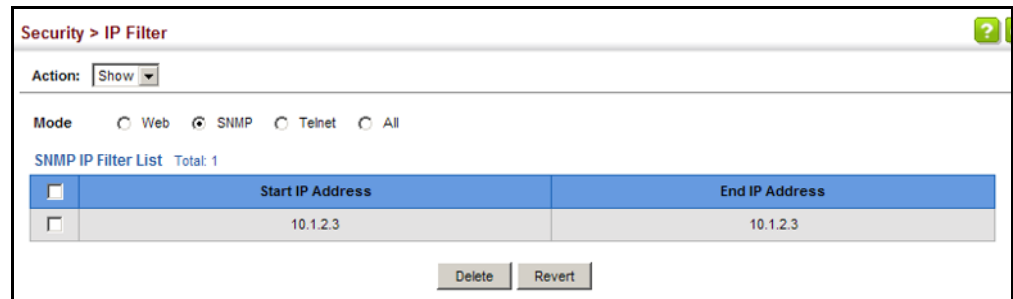 Security > IP Filter
?
Action: Show
Mode Web SNMP Telnet All
SNMP IP Filter List Total: 1
Start IP Address End IP Address
10.1.2.3 10.1.2.3
Delete Revert